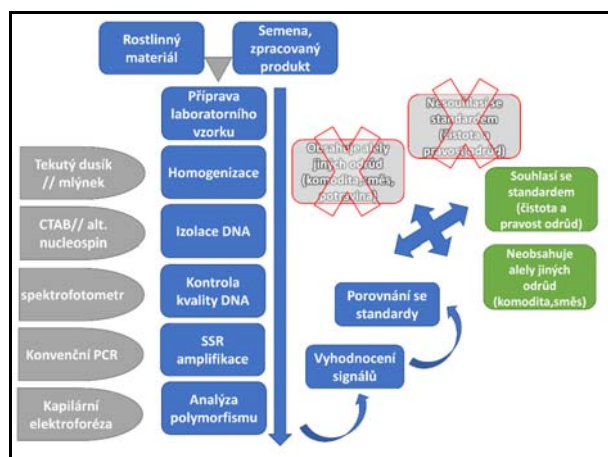 Rostlinný
materiál
Semena,
zpracovaný
produkt
Příprava
laboratorního
vzorku
Tekutý dusík
// mlýnek
Homogenizace
CTAB// alt.
nucleospin
Izolace DNA
spektrofotometr
Kontrola
kvality DNA
Konvenční PCR
SSR
amplifikace
Kapilární
elektroforéza
Analýza
polymorfismu
Vyhodnocení
signálů
Porovnání se
standardy
Obsahuje alely
jiných odrůd
(komodita,směs,
potravina)
Nesouhlasí se
standardem
(čistota a
pravost odrůd)
Souhlasí se
standardem
(čistota a
pravost odrůd)
Neobsahuje
alely jiných
odrůd
(komodita,směs)